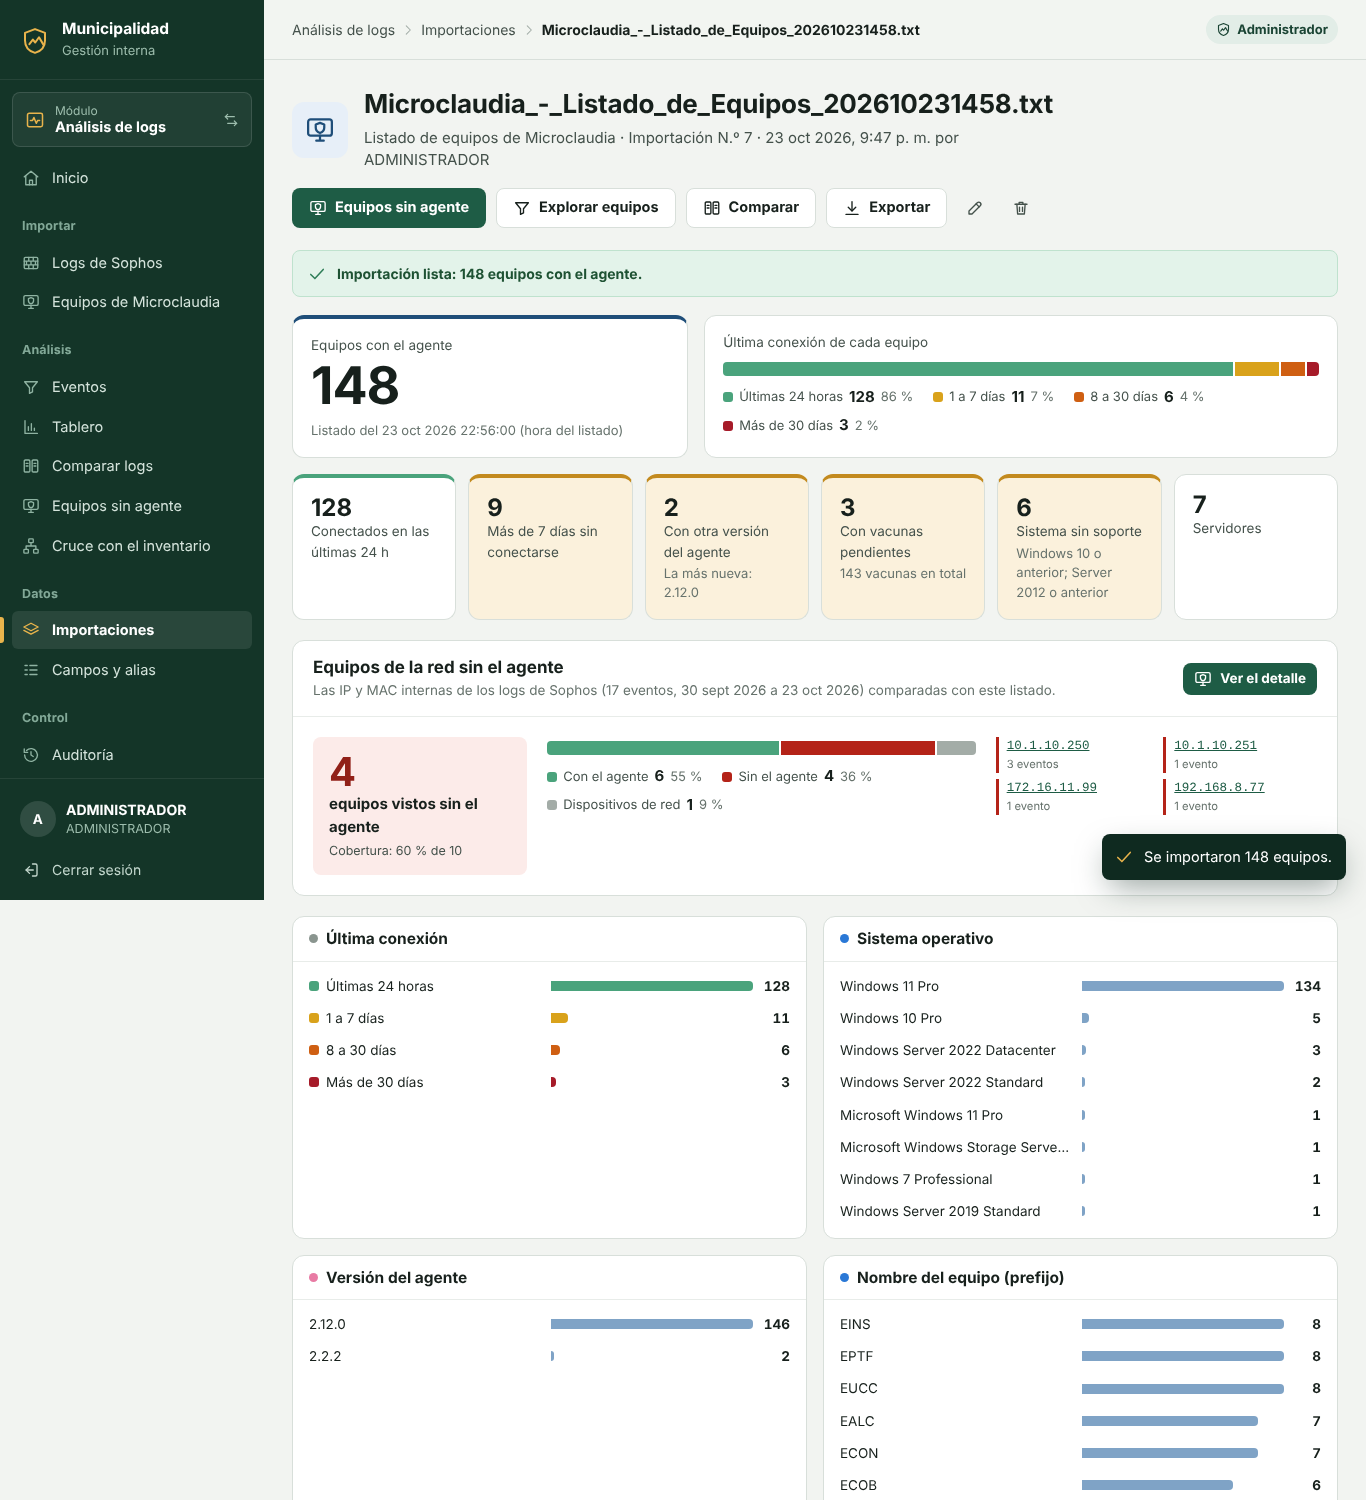 Municipalidad
Gestión interna
Módulo
Análisis de logs
Inicio
Importar
Logs de Sophos
Equipos de Microclaudia
Análisis
Eventos
Tablero
Comparar logs
Equipos sin agente
Cruce con el inventario
Datos
Importaciones
Campos y alias
Control
Auditoría
A
ADMINISTRADOR
ADMINISTRADOR
Cerrar sesión
Análisis de logs
Importaciones
Microclaudia_-_Listado_de_Equipos_202610231458.txt
Administrador
Microclaudia_-_Listado_de_Equipos_202610231458.txt
Listado de equipos de Microclaudia · Importación N.º 7 · 23 oct 2026, 9:47 p. m. por
ADMINISTRADOR
Equipos sin agente
Explorar equipos
Comparar
Exportar
Importación lista: 148 equipos con el agente.
Equipos con el agente
148
Listado del 23 oct 2026 22:56:00 (hora del listado)
Última conexión de cada equipo
Últimas 24 horas 128 86 %
1 a 7 días 11 7 %
8 a 30 días 6 4 %
Más de 30 días 3 2 %
128
Conectados en las
últimas 24 h
9
Más de 7 días sin
conectarse
2
Con otra versión
del agente
La más nueva:
2.12.0
3
Con vacunas
pendientes
143 vacunas en total
6
Sistema sin soporte
Windows 10 o
anterior; Server
2012 o anterior
7
Servidores
Equipos de la red sin el agente
Las IP y MAC internas de los logs de Sophos (17 eventos, 30 sept 2026 a 23 oct 2026) comparadas con este listado.
Ver el detalle
4
equipos vistos sin el
agente
Cobertura: 60 % de 10
Con el agente 6 55 %
Sin el agente 4 36 %
Dispositivos de red 1 9 %
10.1.10.250
3 eventos
10.1.10.251
1 evento
172.16.11.99
1 evento
192.168.8.77
1 evento
Se importaron 148 equipos.
Última conexión
Últimas 24 horas 128
1 a 7 días 11
8 a 30 días 6
Más de 30 días 3
Sistema operativo
Windows 11 Pro 134
Windows 10 Pro 5
Windows Server 2022 Datacenter 3
Windows Server 2022 Standard 2
Microsoft Windows 11 Pro 1
Microsoft Windows Storage Serve... 1
Windows 7 Professional 1
Windows Server 2019 Standard 1
Versión del agente
2.12.0 146
2.2.2 2
Nombre del equipo (prefijo)
EINS 8
EPTF 8
EUCC 8
EALC 7
ECON 7
ECOB 6